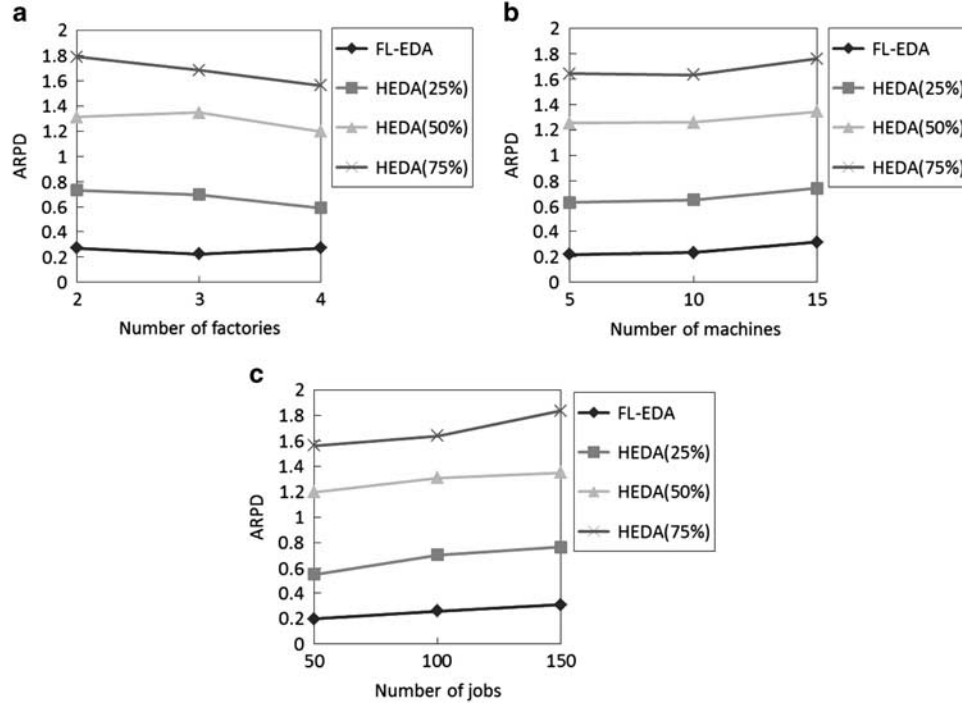 a
2
1.8
1.6
1.4
1.2
1
0.8
0.6
0.4
0.2
0
ARPD
2 3 4
Number of factories
FL-EDA
HEDA(25%)
HEDA(50%)
HEDA(75%)
b
2
1.8
1.6
1.4
1.2
1
0.8
0.6
0.4
0.2
0
ARPD
5 10 15
Number of machines
FL-EDA
HEDA(25%)
HEDA(50%)
HEDA(75%)
c
2
1.8
1.6
1.4
1.2
1
0.8
0.6
0.4
0.2
0
ARPD
50 100 150
Number of jobs
FL-EDA
HEDA(25%)
HEDA(50%)
HEDA(75%)